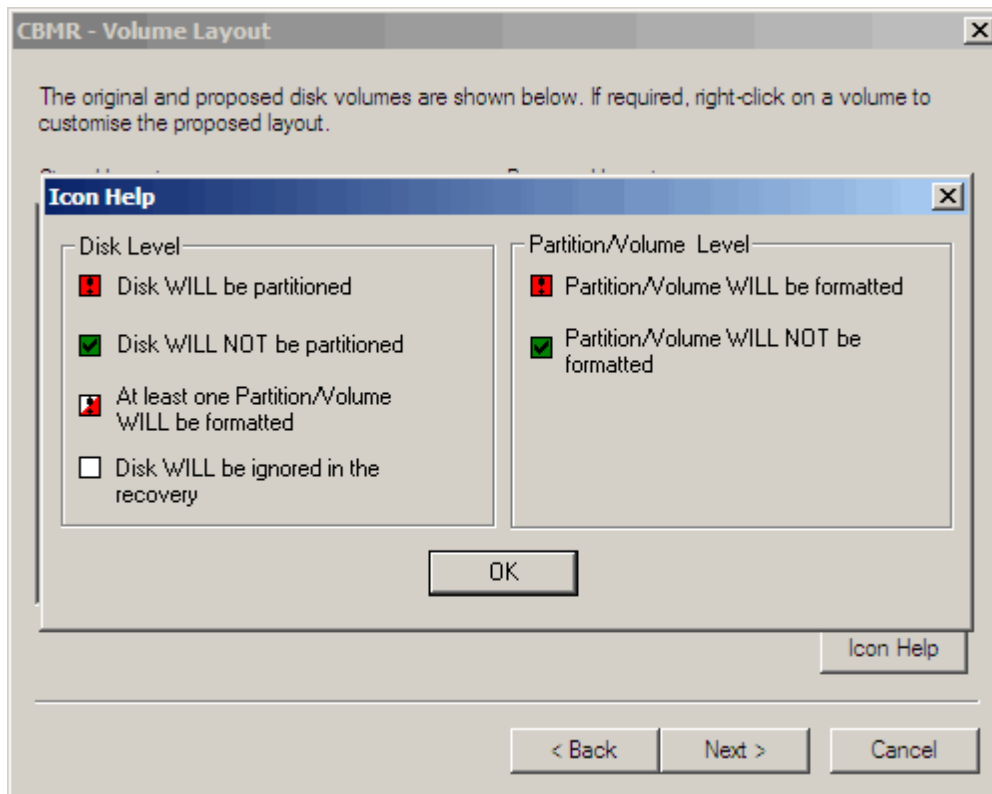 CBMR - Volume Layout
The original and proposed disk volumes are shown below. If required, right-click on a volume to
customise the proposed layout.
Icon Help
Disk Level
Disk WILL be partitioned
Disk WILL NOT be partitioned
At least one Partition/Volume
WILL be formatted
Disk WILL be ignored in the
recovery
Partition/Volume Level
Partition/Volume WILL be formatted
Partition/Volume WILL NOT be
formatted
OK
Icon Help
< Back
Next >
Cancel